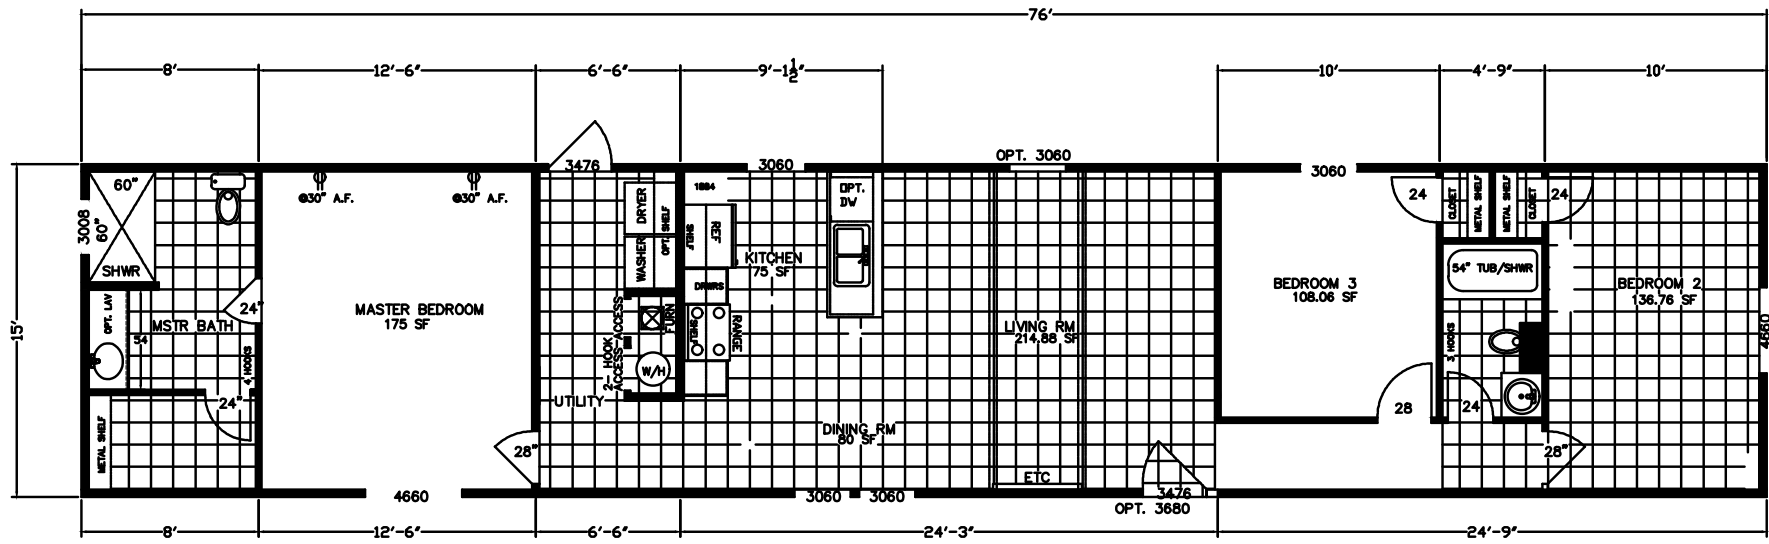 76'
8'
12'-6"
6'-6"
9'-1½"
10'
4'-9"
10'
15'
3476
3060
OPT. 3060
3060
60"
3008
60"
SHWR
@30" A.F.
@30" A.F.
DRYER
WASHER
OPT. SHELF
1884
SHELF
REF
OPT.
DW
KITCHEN
75 SF
24
CLOSET
METAL SHELF
METAL SHELF
CLOSET
24
54" TUB/SHWR
BEDROOM 3
108.06 SF
BEDROOM 2
136.76 SF
4660
OPT. LAV
MSTR BATH
54
24"
4 HOOKS
MASTER BEDROOM
175 SF
2- HOOK
ACCESS-ACCESS
FURN
W/H
DRWRS
SHELF
RANGE
LIVING RM
214.88 SF
3 HOOKS
24"
METAL SHELF
UTILITY
DINING RM
80 SF
28
24
28"
28"
ETC
4660
3060
3060
3476
OPT. 3680
8'
12'-6"
6'-6"
24'-3"
24'-9"